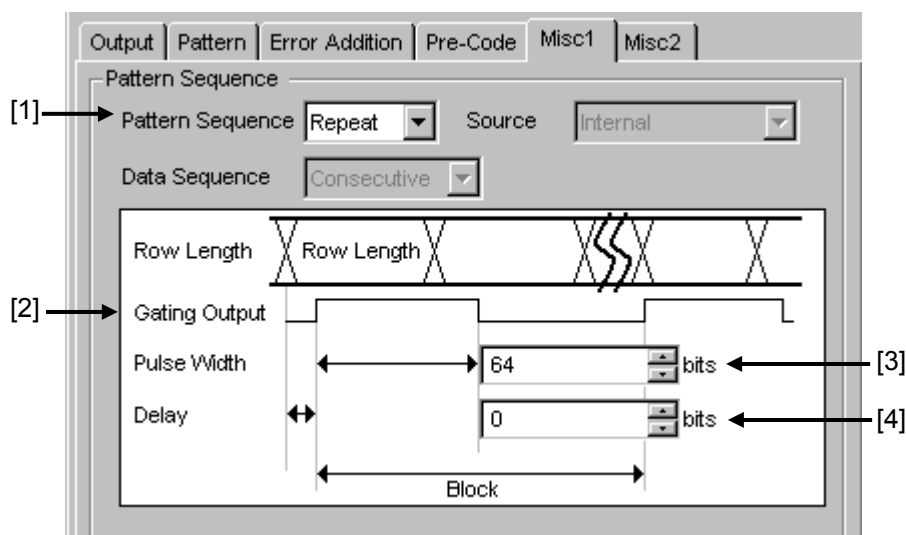 Output Pattern Error Addition Pre-Code Misc1 Misc2
Pattern Sequence
[1] Pattern Sequence Repeat Source Internal
Data Sequence Consecutive
Row Length Row Length
[2] Gating Output
Pulse Width 64 bits [3]
Delay 0 bits [4]
Block